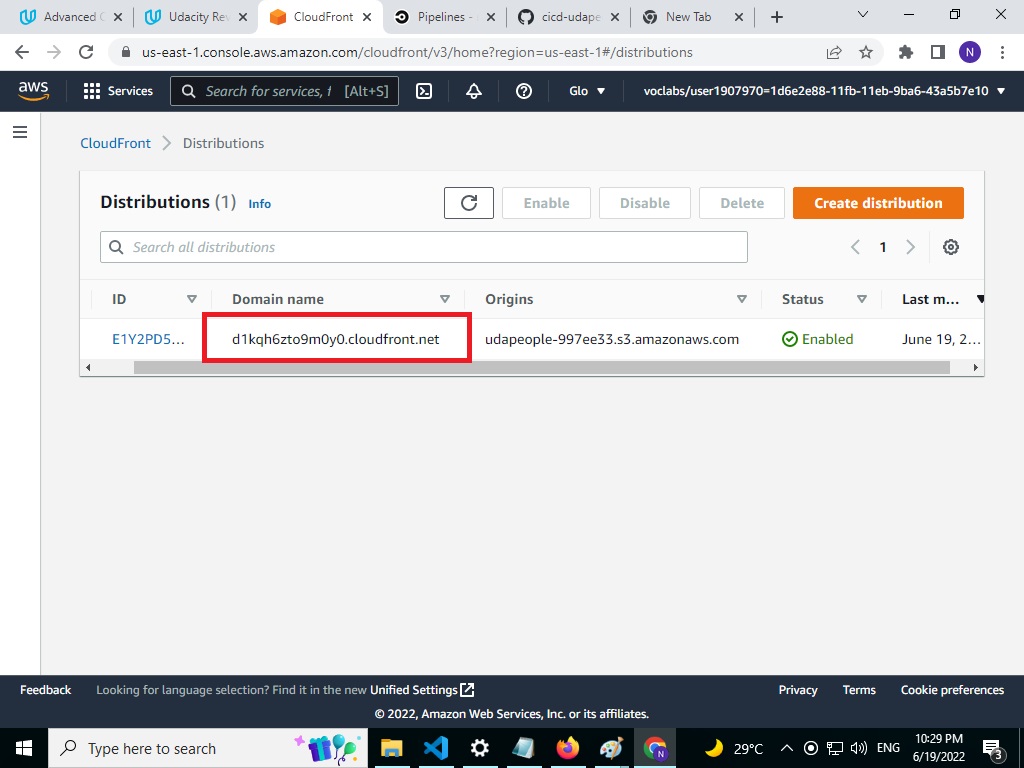 Advanced C
Udacity Rev
CloudFront
Pipelines -
cicd-udape
New Tab
us-east-1.console.aws.amazon.com/cloudfront/v3/home?region=us-east-1#/distributions
N
aws
Services
Search for services, f
[Alt+S]
Glo
voclabs/user1907970=1d6e2e88-11fb-11eb-9ba6-43a5b7e10
CloudFront
Distributions
Distributions (1)
Info
Enable
Disable
Delete
Create distribution
Search all distributions
1
ID
Domain name
Origins
Status
Last m...
E1Y2PD5...
d1kqh6zto9m0y0.cloudfront.net
udapeople-997ee33.s3.amazonaws.com
Enabled
June 19, 2...
Feedback
Looking for language selection? Find it in the new Unified Settings
Privacy
Terms
Cookie preferences
© 2022, Amazon Web Services, Inc. or its affiliates.
Type here to search
N
29°C
ENG
10:29 PM
6/19/2022
3